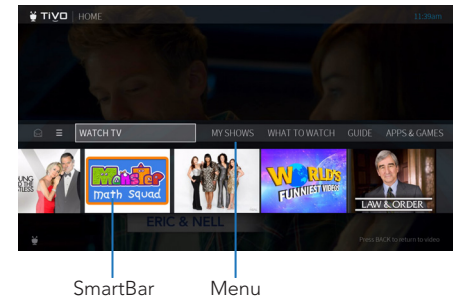 TIVO HOME 11:39am
WATCH TV MY SHOWS WHAT TO WATCH GUIDE APPS & GAMES
MONSTER math squad
WORLD'S FUNNIEST VIDEOS
LAW & ORDER
ERIC & NELL
Press BACK to return to video
SmartBar Menu